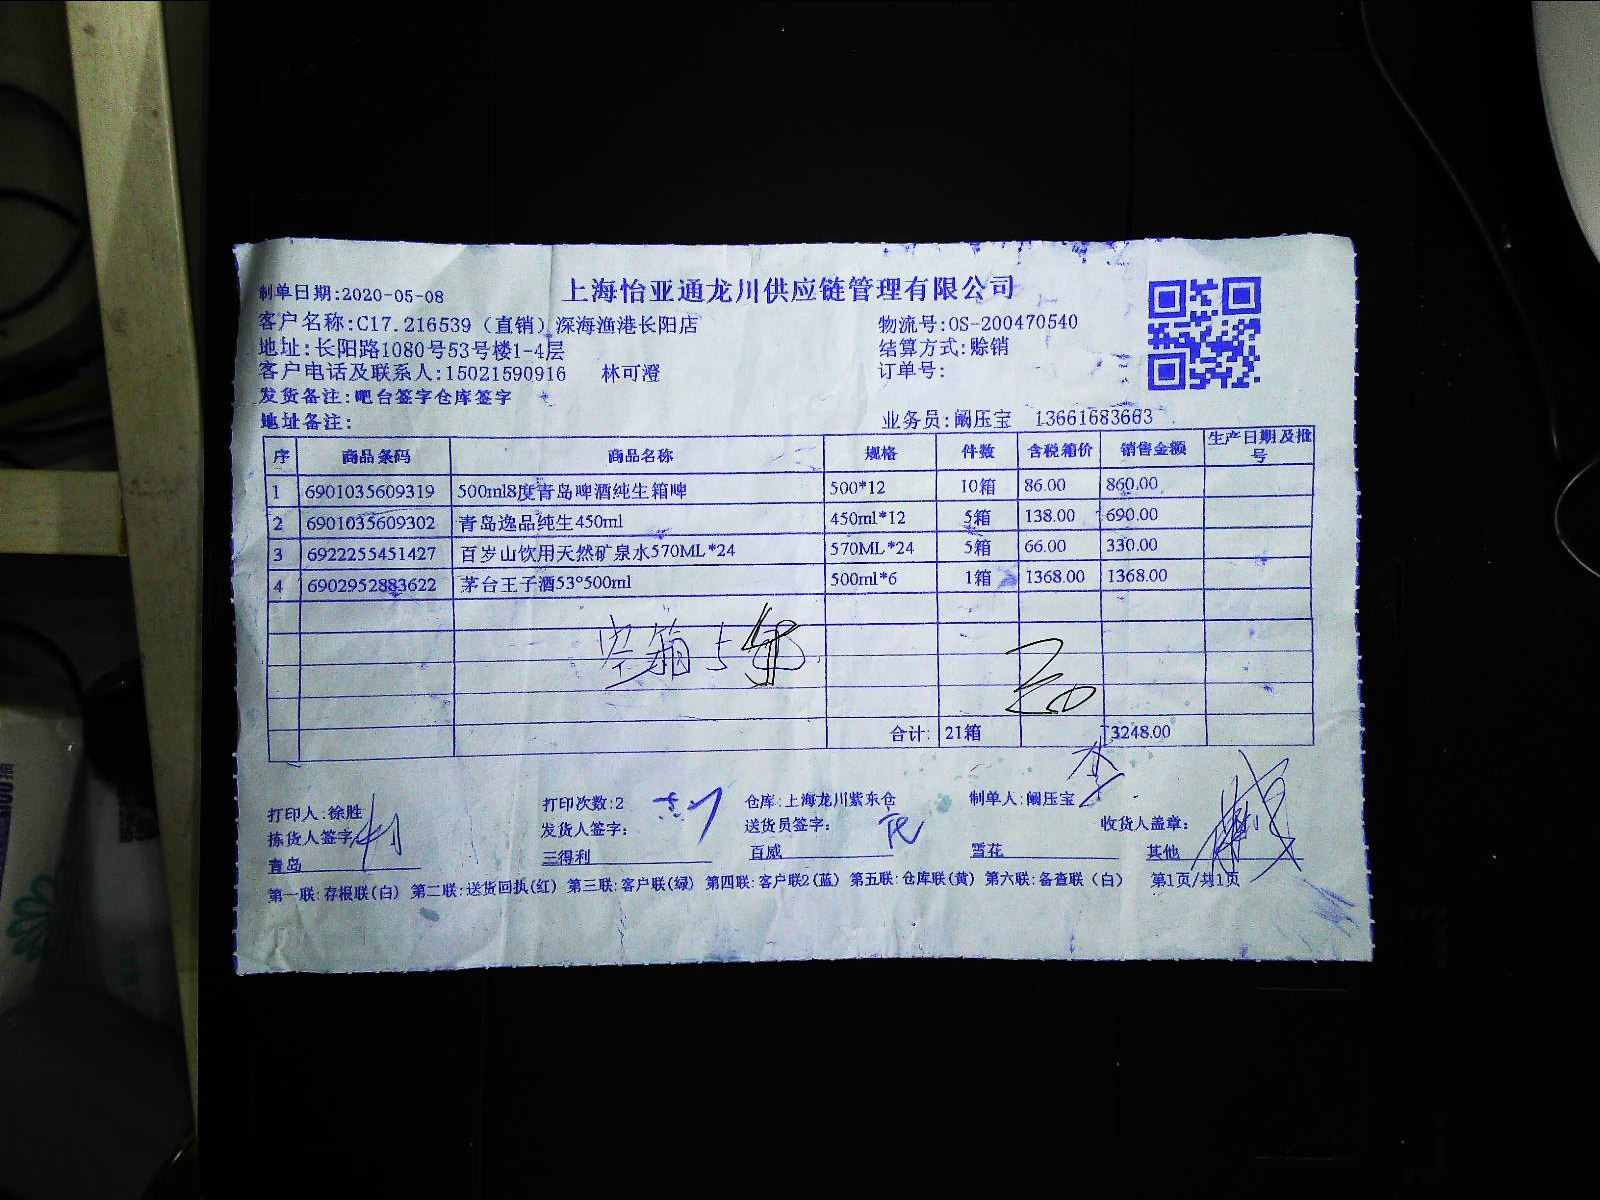 上海怡亚通龙川供应链管理有限公司
制单日期:2020-05-08
客户名称:C17.216539（直销）深海渔港长阳店 物流号:OS-200470540
地址:长阳路1080号53号楼1-4层 结算方式:赊销
客户电话及联系人:15021590916 林可澄 订单号:
发货备注:吧台签字仓库签字
地址备注: 业务员:阚压宝 13661683663
序 商品条码 商品名称 规格 件数 含税箱价 销售金额 生产日期及批号
1 6901035609319 500ml8度青岛啤酒纯生箱啤 500*12 10箱 86.00 860.00
2 6901035609302 青岛逸品纯生450ml 450ml*12 5箱 138.00 690.00
3 6922255451427 百岁山饮用天然矿泉水570ML*24 570ML*24 5箱 66.00 330.00
4 6902952883622 茅台王子酒53°500ml 500ml*6 1箱 1368.00 1368.00
空箱5
合计: 21箱 3248.00
打印人:徐胜 打印次数:2 仓库:上海龙川紫东仓 制单人:阚压宝
拣货人签字: 发货人签字: 送货员签字: 收货人盖章:
青岛 三得利 百威 雪花 其他
第一联:存根联(白) 第二联:送货回执(红) 第三联:客户联(绿) 第四联:客户联2(蓝) 第五联:仓库联(黄) 第六联:备查联（白） 第1页/共1页